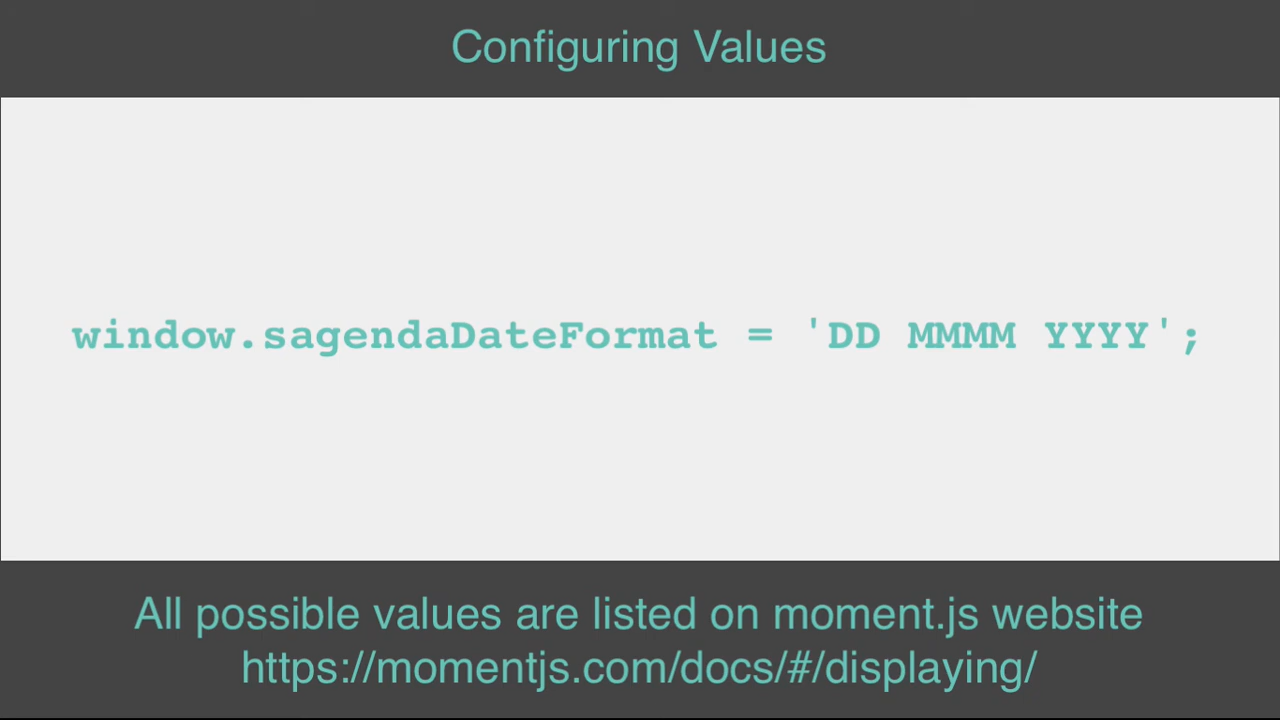 Configuring Values
window.sagendaDateFormat = 'DD MMMM YYYY';
All possible values are listed on moment.js website
https://momentjs.com/docs/#/displaying/